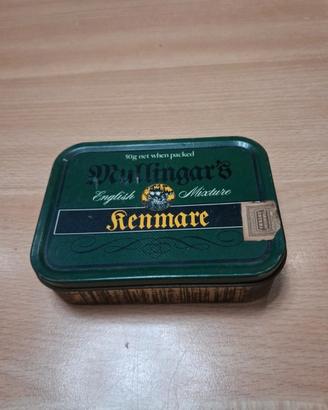 50g net when packed
Mullingar's
English Mixture
Kenmare